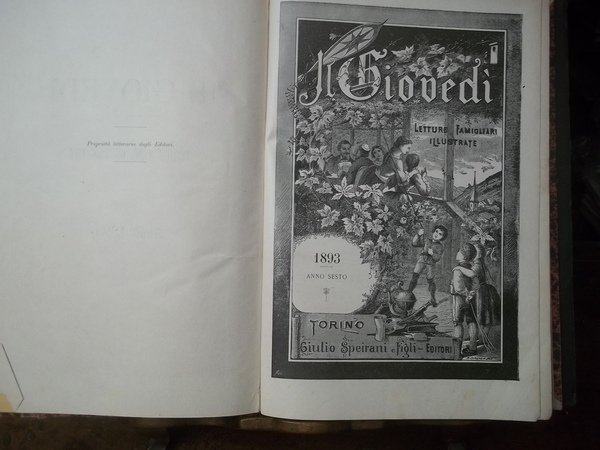 Proprietà letteraria degli Editori.
Il Giovedì
LETTURE FAMIGLIARI
ILLUSTRATE
1893
ANNO SESTO
TORINO
Giulio Speirani e figli - EDITORI